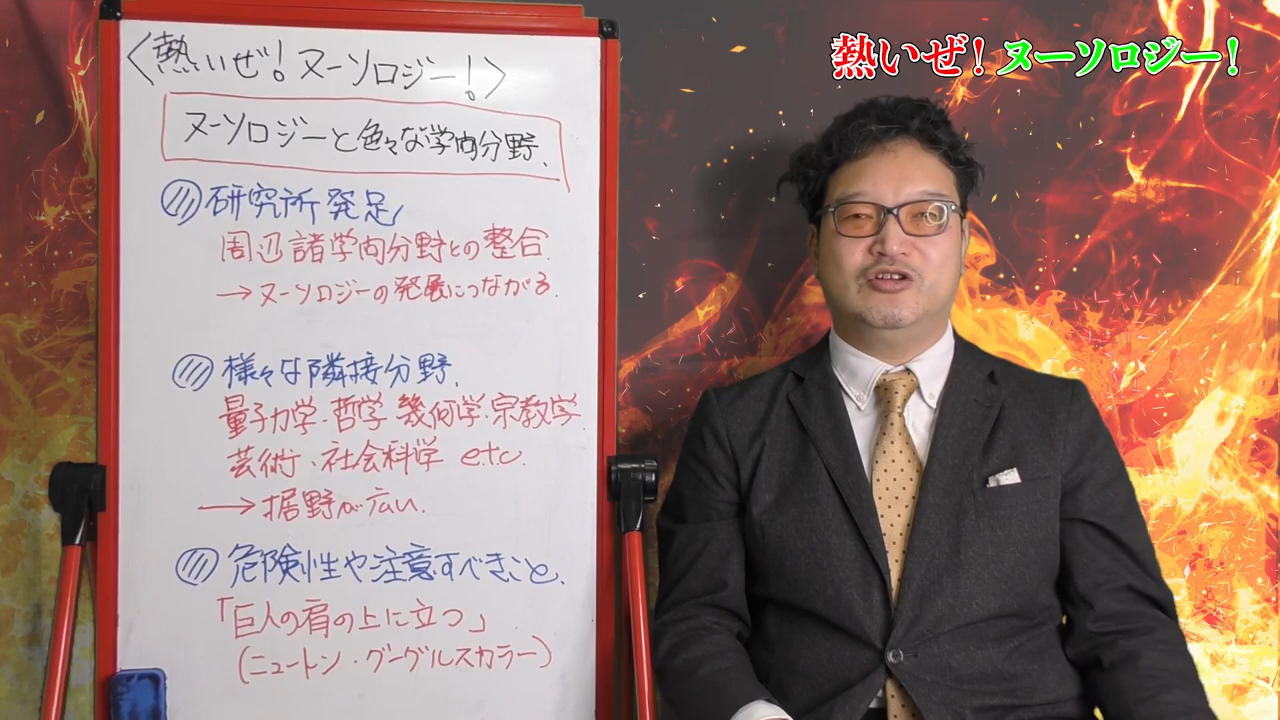 〈熱いぜ!ヌーソロジー!〉
ヌーソロジーと色々な学問分野.
研究所発足
周辺諸学問分野との整合.
→ヌーソロジーの発展につながる.
様々な隣接分野.
量子力学・哲学・幾何学・宗教学.
芸術、社会科学 e.t.c.
→裾野が広い.
危険性や注意すべきこと.
「巨人の肩の上に立つ」
(ニュートン・グーグルスカラー)
熱いぜ!ヌーソロジー!